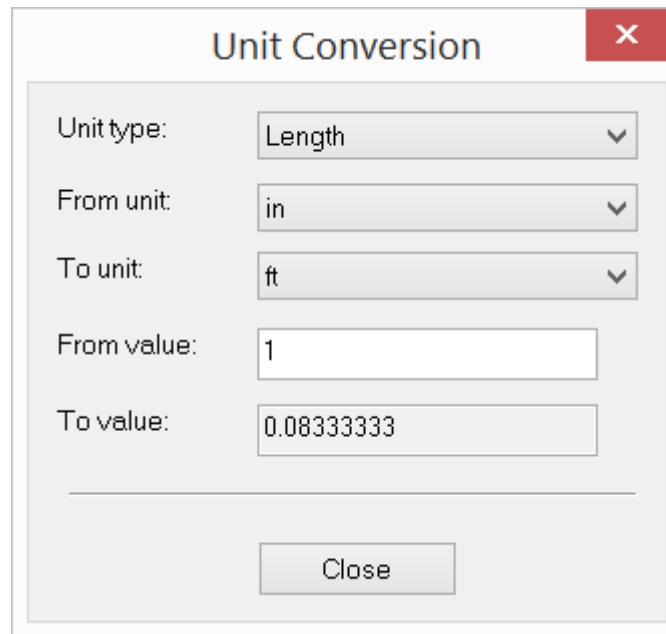 Unit Conversion
Unit type: Length
From unit: in
To unit: ft
From value: 1
To value: 0.08333333
Close